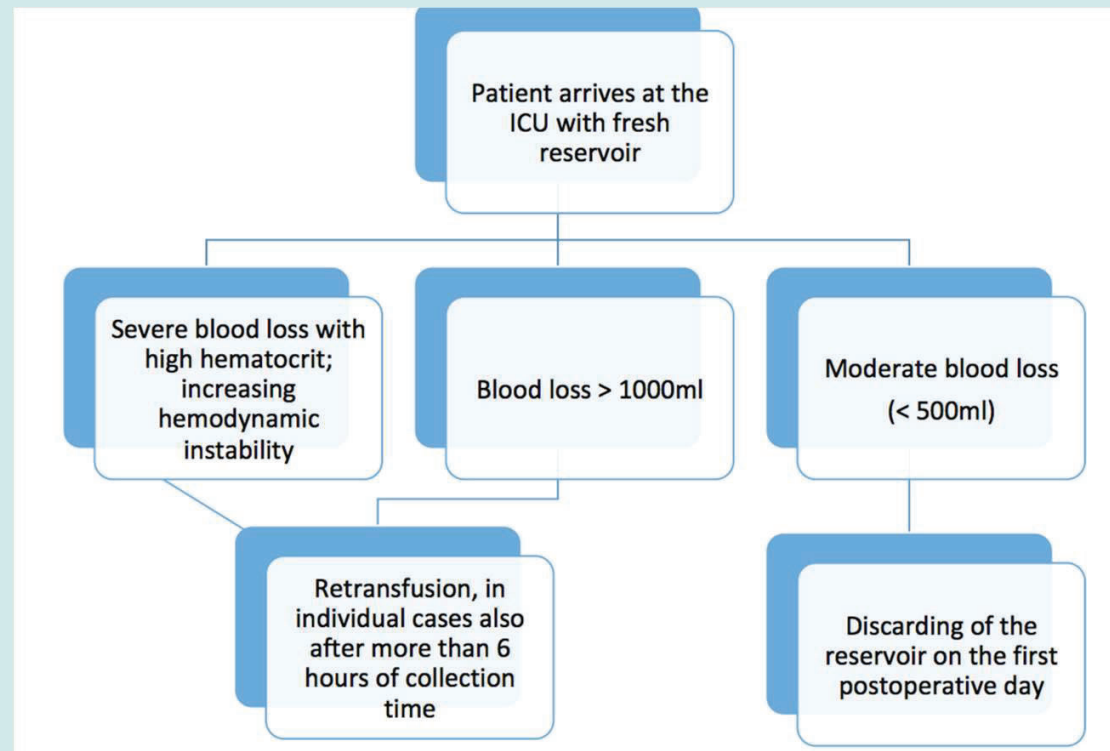 Patient arrives at the
ICU with fresh
reservoir
Severe blood loss with
high hematocrit;
increasing
hemodynamic
instability
Blood loss > 1000ml
Moderate blood loss
(< 500ml)
Retransfusion, in
individual cases also
after more than 6
hours of collection
time
Discarding of the
reservoir on the first
postoperative day